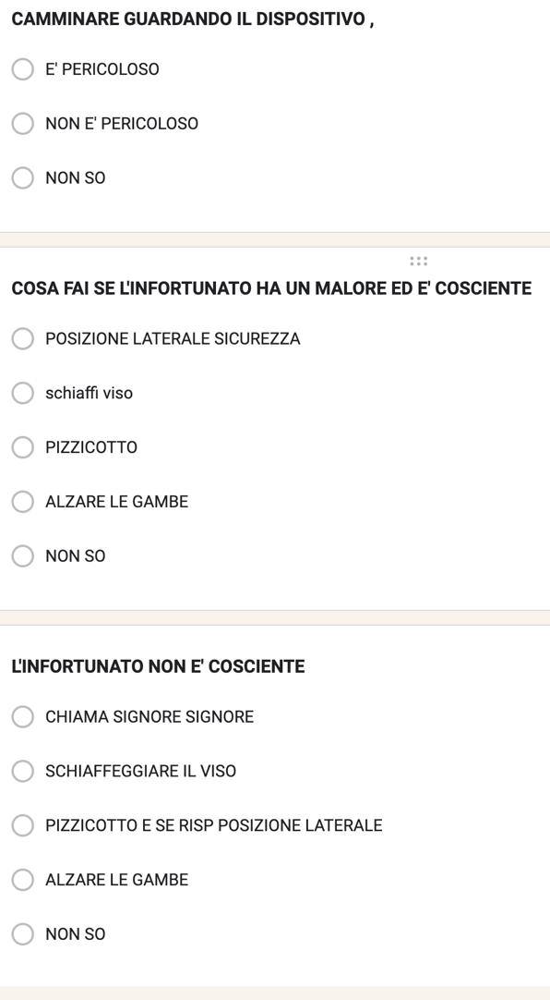 CAMMINARE GUARDANDO IL DISPOSITIVO ,
E' PERICOLOSO
NON E' PERICOLOSO
NON SO
COSA FAI SE L'INFORTUNATO HA UN MALORE ED E' COSCIENTE
POSIZIONE LATERALE SICUREZZA
schiaffi viso
PIZZICOTTO
ALZARE LE GAMBE
NON SO
L'INFORTUNATO NON E' COSCIENTE
CHIAMA SIGNORE SIGNORE
SCHIAFFEGGIARE IL VISO
PIZZICOTTO E SE RISP POSIZIONE LATERALE
ALZARE LE GAMBE
NON SO